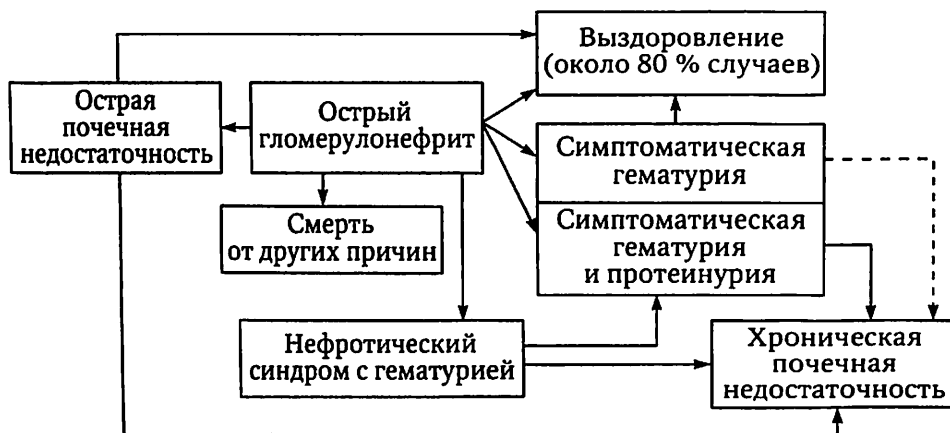 Выздоровление
(около 80 % случаев)
Острая
почечная
недостаточность
Острый
гломерулонефрит
Симптоматическая
гематурия
Смерть
от других причин
Симптоматическая
гематурия
и протеинурия
Нефротический
синдром с гематурией
Хроническая
почечная
недостаточность